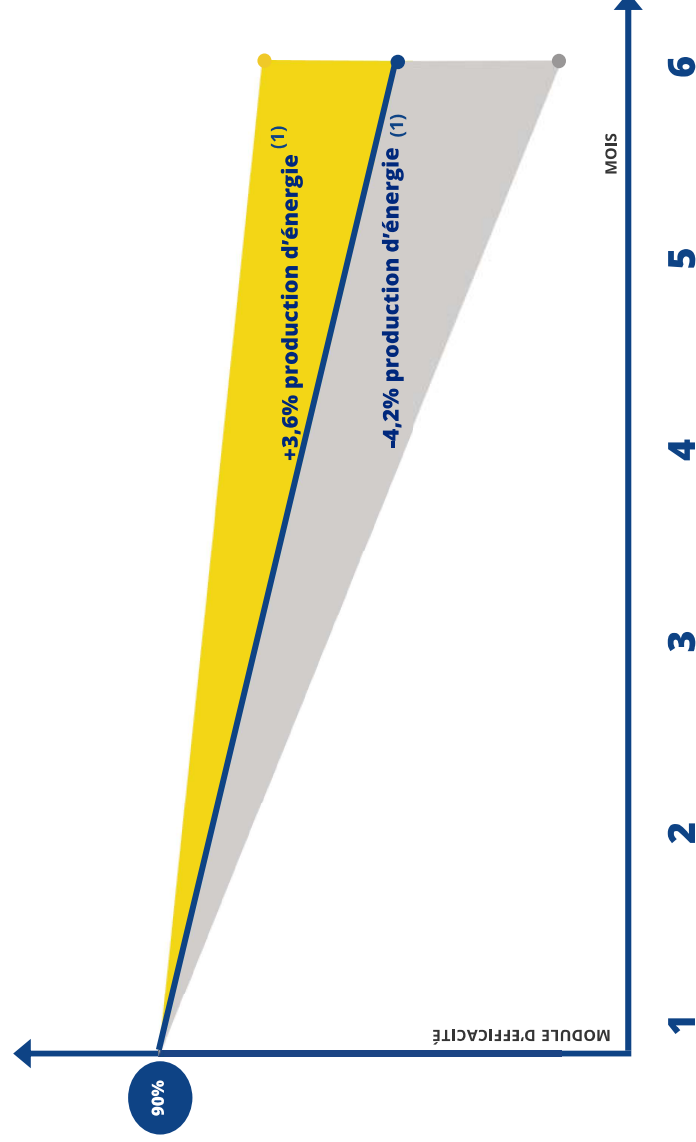 90%
MODULE D'EFFICACITÉ
+3,6% production d'énergie (1)
-4,2% production d'énergie (1)
MOIS
1 2 3 4 5 6